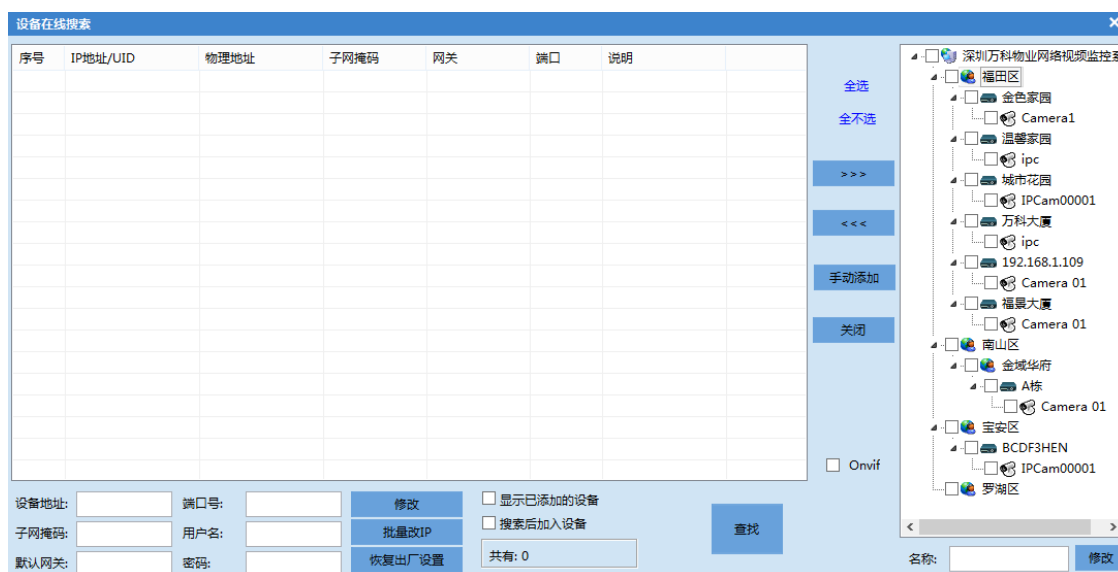 设备在线搜索
序号 IP地址/UID 物理地址 子网掩码 网关 端口 说明
全选
全不选
>>>
<<<
手动添加
关闭
Onvif
深圳万科物业网络视频监控系
福田区
金色家园
Camera1
温馨家园
ipc
城市花园
IPCam00001
万科大厦
ipc
192.168.1.109
Camera 01
福景大厦
Camera 01
南山区
金域华府
A栋
Camera 01
宝安区
BCDF3HEN
IPCam00001
罗湖区
设备地址: 端口号: 修改 显示已添加的设备
子网掩码: 用户名: 批量改IP 搜索后加入设备 查找
默认网关: 密码: 恢复出厂设置 共有: 0
名称: 修改